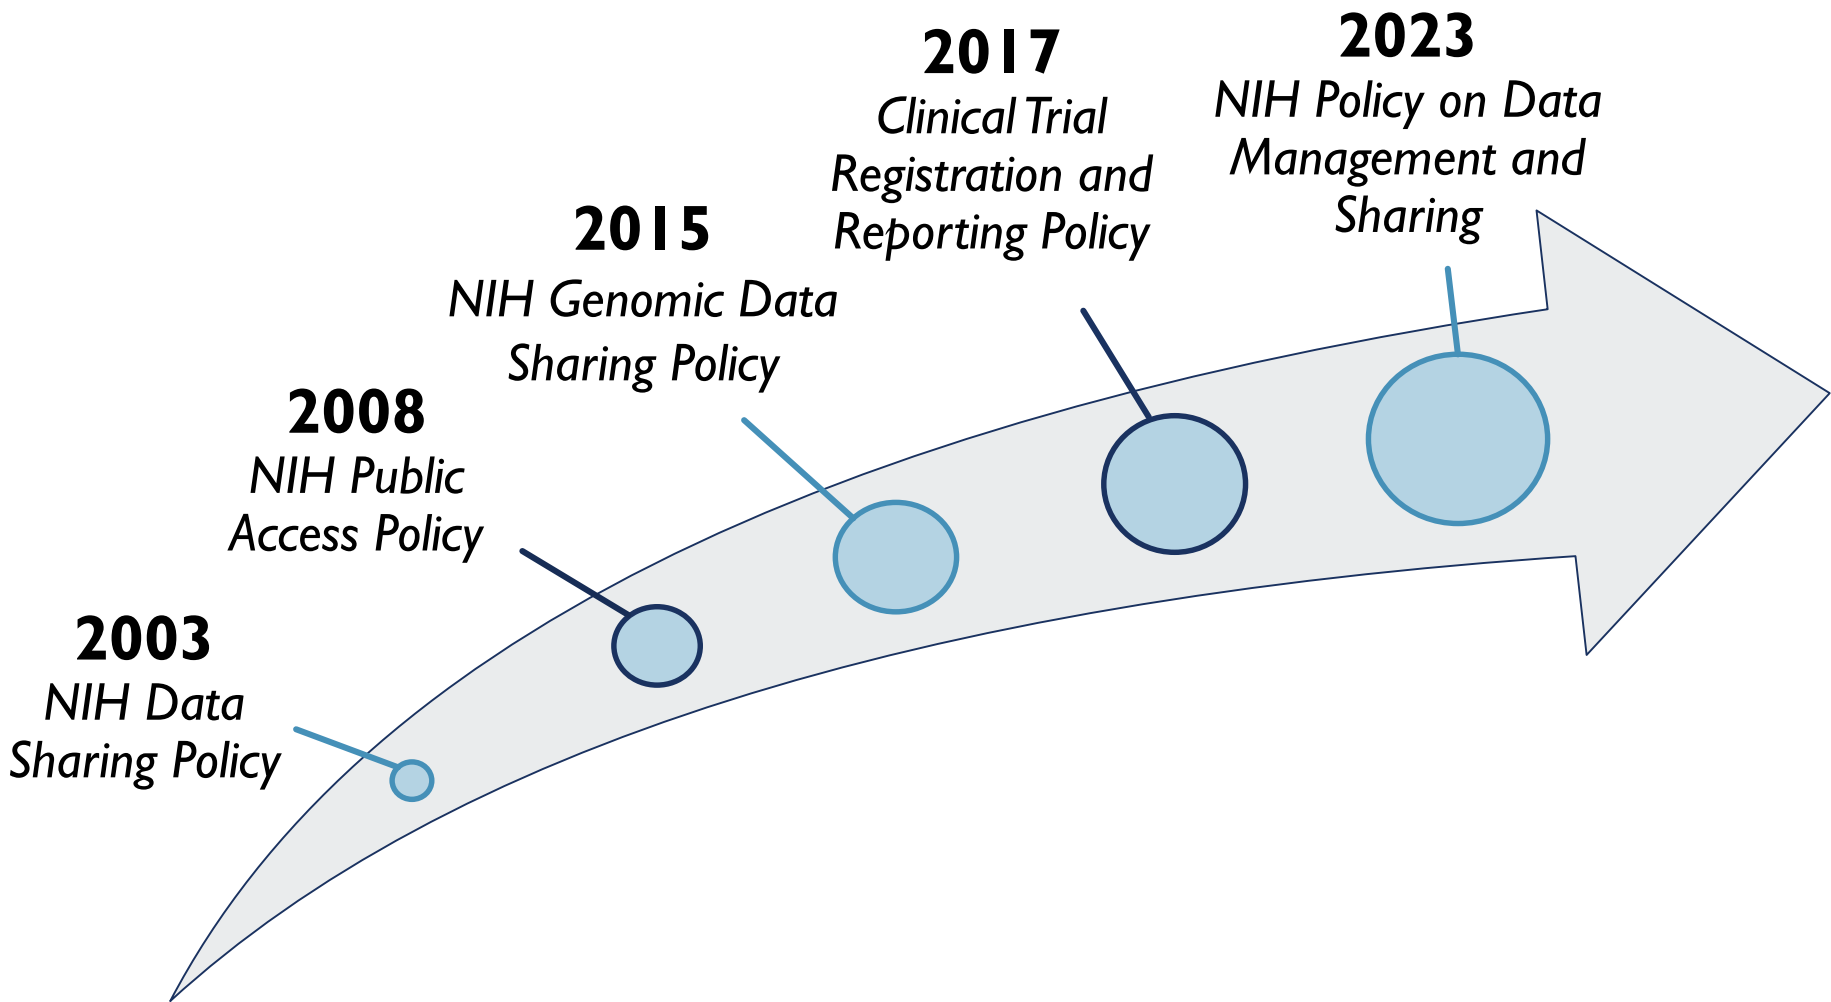 2003
NIH Data
Sharing Policy
2008
NIH Public
Access Policy
2015
NIH Genomic Data
Sharing Policy
2017
Clinical Trial
Registration and
Reporting Policy
2023
NIH Policy on Data
Management and
Sharing